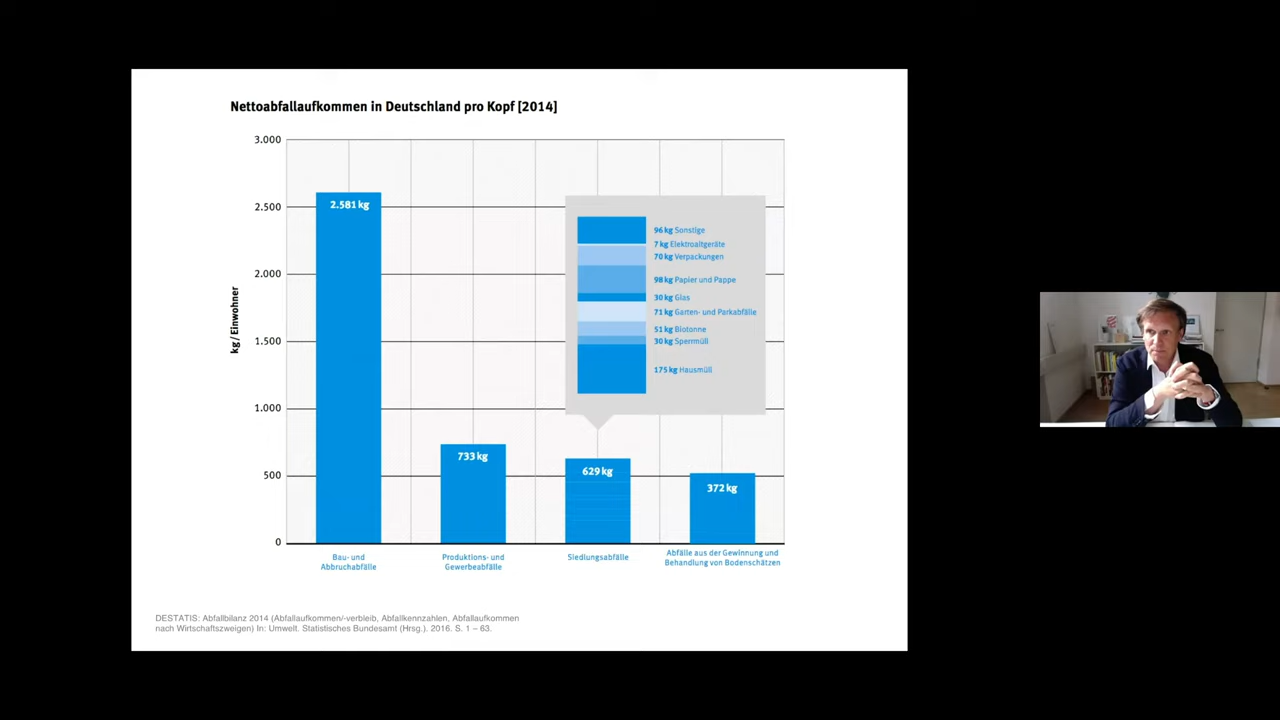 Nettoabfallaufkommen in Deutschland pro Kopf [2014]
kg/Einwohner
3.000
2.500
2.000
1.500
1.000
500
0
2.581 kg
733 kg
629 kg
372 kg
96 kg Sonstige
7 kg Elektroaltgeräte
70 kg Verpackungen
98 kg Papier und Pappe
30 kg Glas
71 kg Garten- und Parkabfälle
51 kg Biotonne
30 kg Sperrmüll
175 kg Hausmüll
Bau- und
Abbruchabfälle
Produktions- und
Gewerbeabfälle
Siedlungsabfälle
Abfälle aus der Gewinnung und
Behandlung von Bodenschätzen
DESTATIS: Abfallbilanz 2014 (Abfallaufkommen/-verbleib, Abfallkennzahlen, Abfallaufkommen
nach Wirtschaftszweigen) In: Umwelt. Statistisches Bundesamt (Hrsg.). 2016. S. 1 – 63.